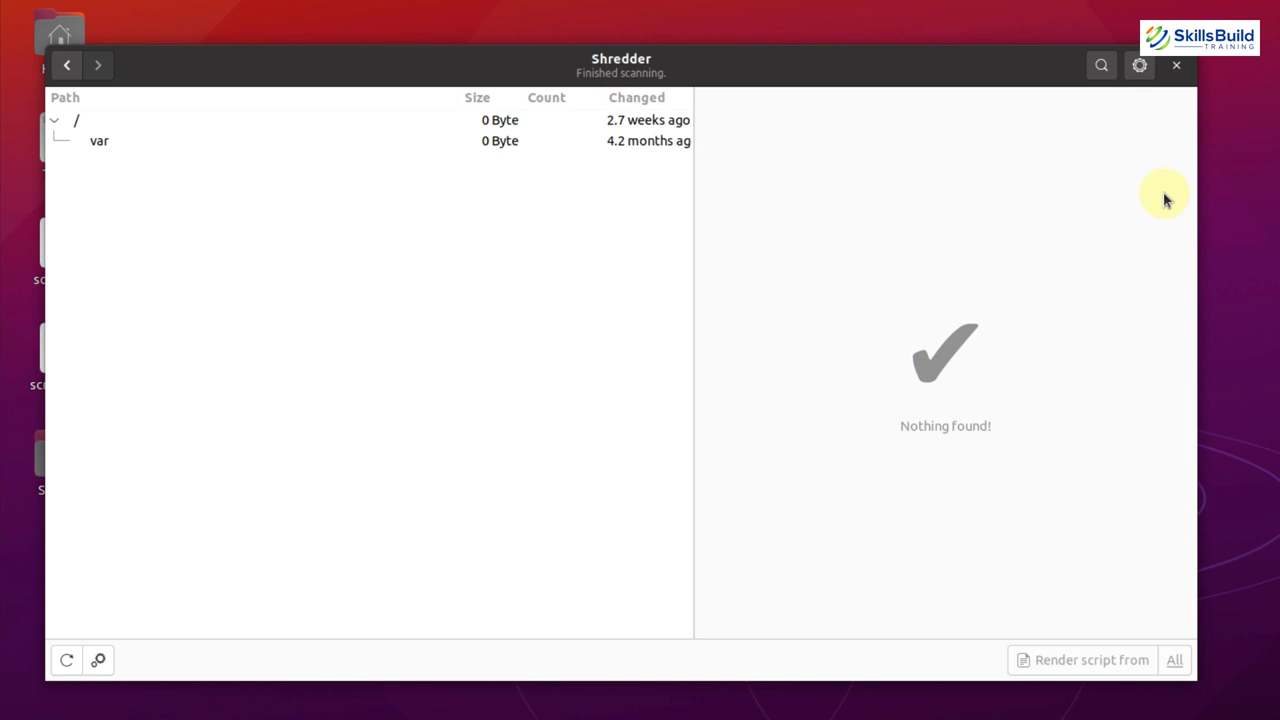 SkillsBuild
TRAINING
Shredder
Finished scanning.
Path Size Count Changed
/ 0 Byte 2.7 weeks ago
var 0 Byte 4.2 months ag
Nothing found!
Render script from All